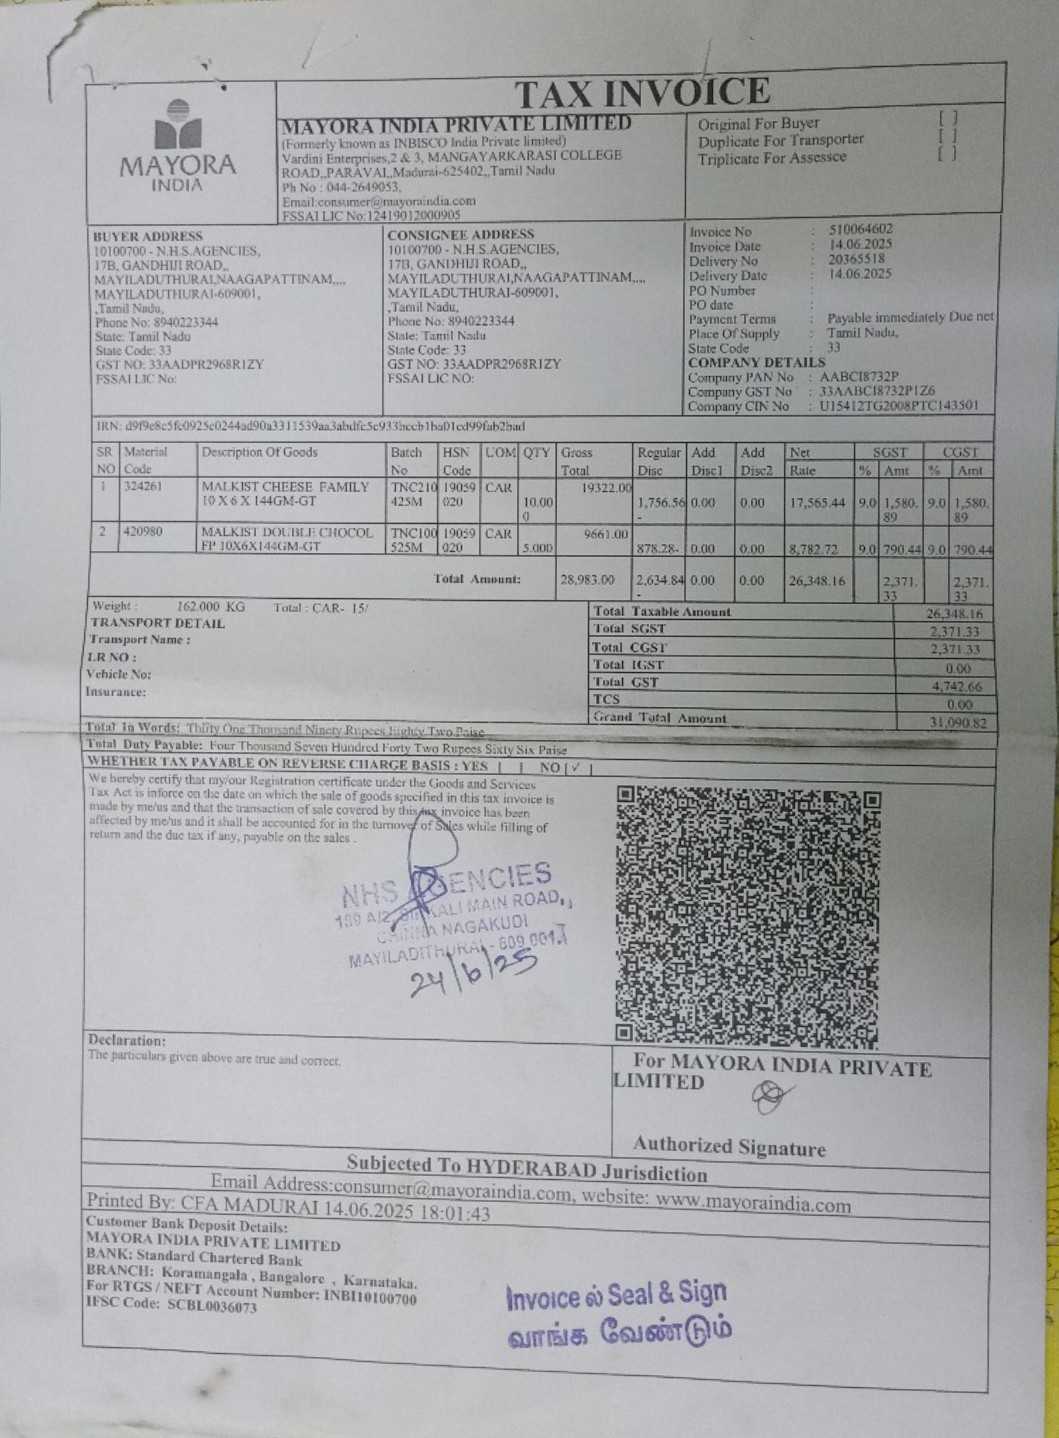 TAX INVOICE
MAYORA
INDIA
MAYORA INDIA PRIVATE LIMITED
(Formerly known as INBISCO India Private limited)
Vardini Enterprises,2 & 3, MANGAYARKARASI COLLEGE
ROAD,,PARAVAI,,Madurai-625402,,Tamil Nadu
Ph No : 044-2649053,
Email:consumer@mayoraindia.com
FSSAI LIC No:12419012000905
Original For Buyer [ ]
Duplicate For Transporter [ ]
Triplicate For Assessce [ ]
BUYER ADDRESS
10100700 - N.H.S.AGENCIES,
17B, GANDHIJI ROAD,,
MAYILADUTHURAI,NAAGAPATTINAM,,,,
MAYILADUTHURAI-609001,
,Tamil Nadu,
Phone No: 8940223344
State: Tamil Nadu
State Code: 33
GST NO: 33AADPR2968R1ZY
FSSAI LIC No:
CONSIGNEE ADDRESS
10100700 - N.H.S.AGENCIES,
17B, GANDHIJI ROAD,,
MAYILADUTHURAI,NAAGAPATTINAM,,,,
MAYILADUTHURAI-609001,
,Tamil Nadu,
Phone No: 8940223344
State: Tamil Nadu
State Code: 33
GST NO: 33AADPR2968R1ZY
FSSAI LIC NO:
Invoice No : 510064602
Invoice Date : 14.06.2025
Delivery No : 20365518
Delivery Date : 14.06.2025
PO Number :
PO date :
Payment Terms : Payable immediately Due net
Place Of Supply : Tamil Nadu,
State Code : 33
COMPANY DETAILS
Company PAN No : AABCI8732P
Company GST No : 33AABCI8732P1Z6
Company CIN No : U15412TG2008PTC143501
IRN:
SR Material Description Of Goods Batch HSN UOM QTY Gross Regular Add Add Net SGST CGST
NO Code No Code Total Disc Disc1 Disc2 Rate % Amt % Amt
1 324261 MALKIST CHEESE FAMILY TNC210 19059 CAR 19322.00
10 X 6 X 144GM-GT 425M 020 10.00 1,756.56 0.00 0.00 17,565.44 9.0 1,580. 9.0 1,580.
0 - 89 89
2 420980 MALKIST DOUBLE CHOCOL TNC100 19059 CAR 9661.00
FP 10X6X144GM-GT 525M 020 5.000 878.28- 0.00 0.00 8,782.72 9.0 790.44 9.0 790.44
Total Amount: 28,983.00 2,634.84 0.00 0.00 26,348.16 2,371. 2,371.
- 33 33
Weight : 162.000 KG Total : CAR- 15/
TRANSPORT DETAIL
Transport Name :
LR NO :
Vehicle No:
Insurance:
Total Taxable Amount 26,348.16
Total SGST 2,371.33
Total CGST 2,371.33
Total IGST 0.00
Total GST 4,742.66
TCS 0.00
Grand Total Amount 31,090.82
Total In Words: Thirty One Thousand Ninety Rupees Eighty Two Paise
Total Duty Payable: Four Thousand Seven Hundred Forty Two Rupees Sixty Six Paise
WHETHER TAX PAYABLE ON REVERSE CHARGE BASIS : YES [ ] NO [✓ ]
We hereby certify that my/our Registration certificate under the Goods and Services
Tax Act is inforce on the date on which the sale of goods specified in this tax invoice is
made by me/us and that the transaction of sale covered by this tax invoice has been
affected by me/us and it shall be accounted for in the turnover of Sales while filling of
return and the due tax if any, payable on the sales .
NHS AGENCIES
MAIN ROAD,
NAGAKUDI
MAYILADITHURAI - 609 001.
24/6/25
Declaration:
The particulars given above are true and correct.
For MAYORA INDIA PRIVATE
LIMITED
Authorized Signature
Subjected To HYDERABAD Jurisdiction
Email Address:consumer@mayoraindia.com, website: www.mayoraindia.com
Printed By: CFA MADURAI 14.06.2025 18:01:43
Customer Bank Deposit Details:
MAYORA INDIA PRIVATE LIMITED
BANK: Standard Chartered Bank
BRANCH: Koramangala , Bangalore , Karnataka.
For RTGS / NEFT Account Number: INBI10100700
IFSC Code: SCBL0036073
Invoice ல் Seal & Sign
வாங்க வேண்டும்